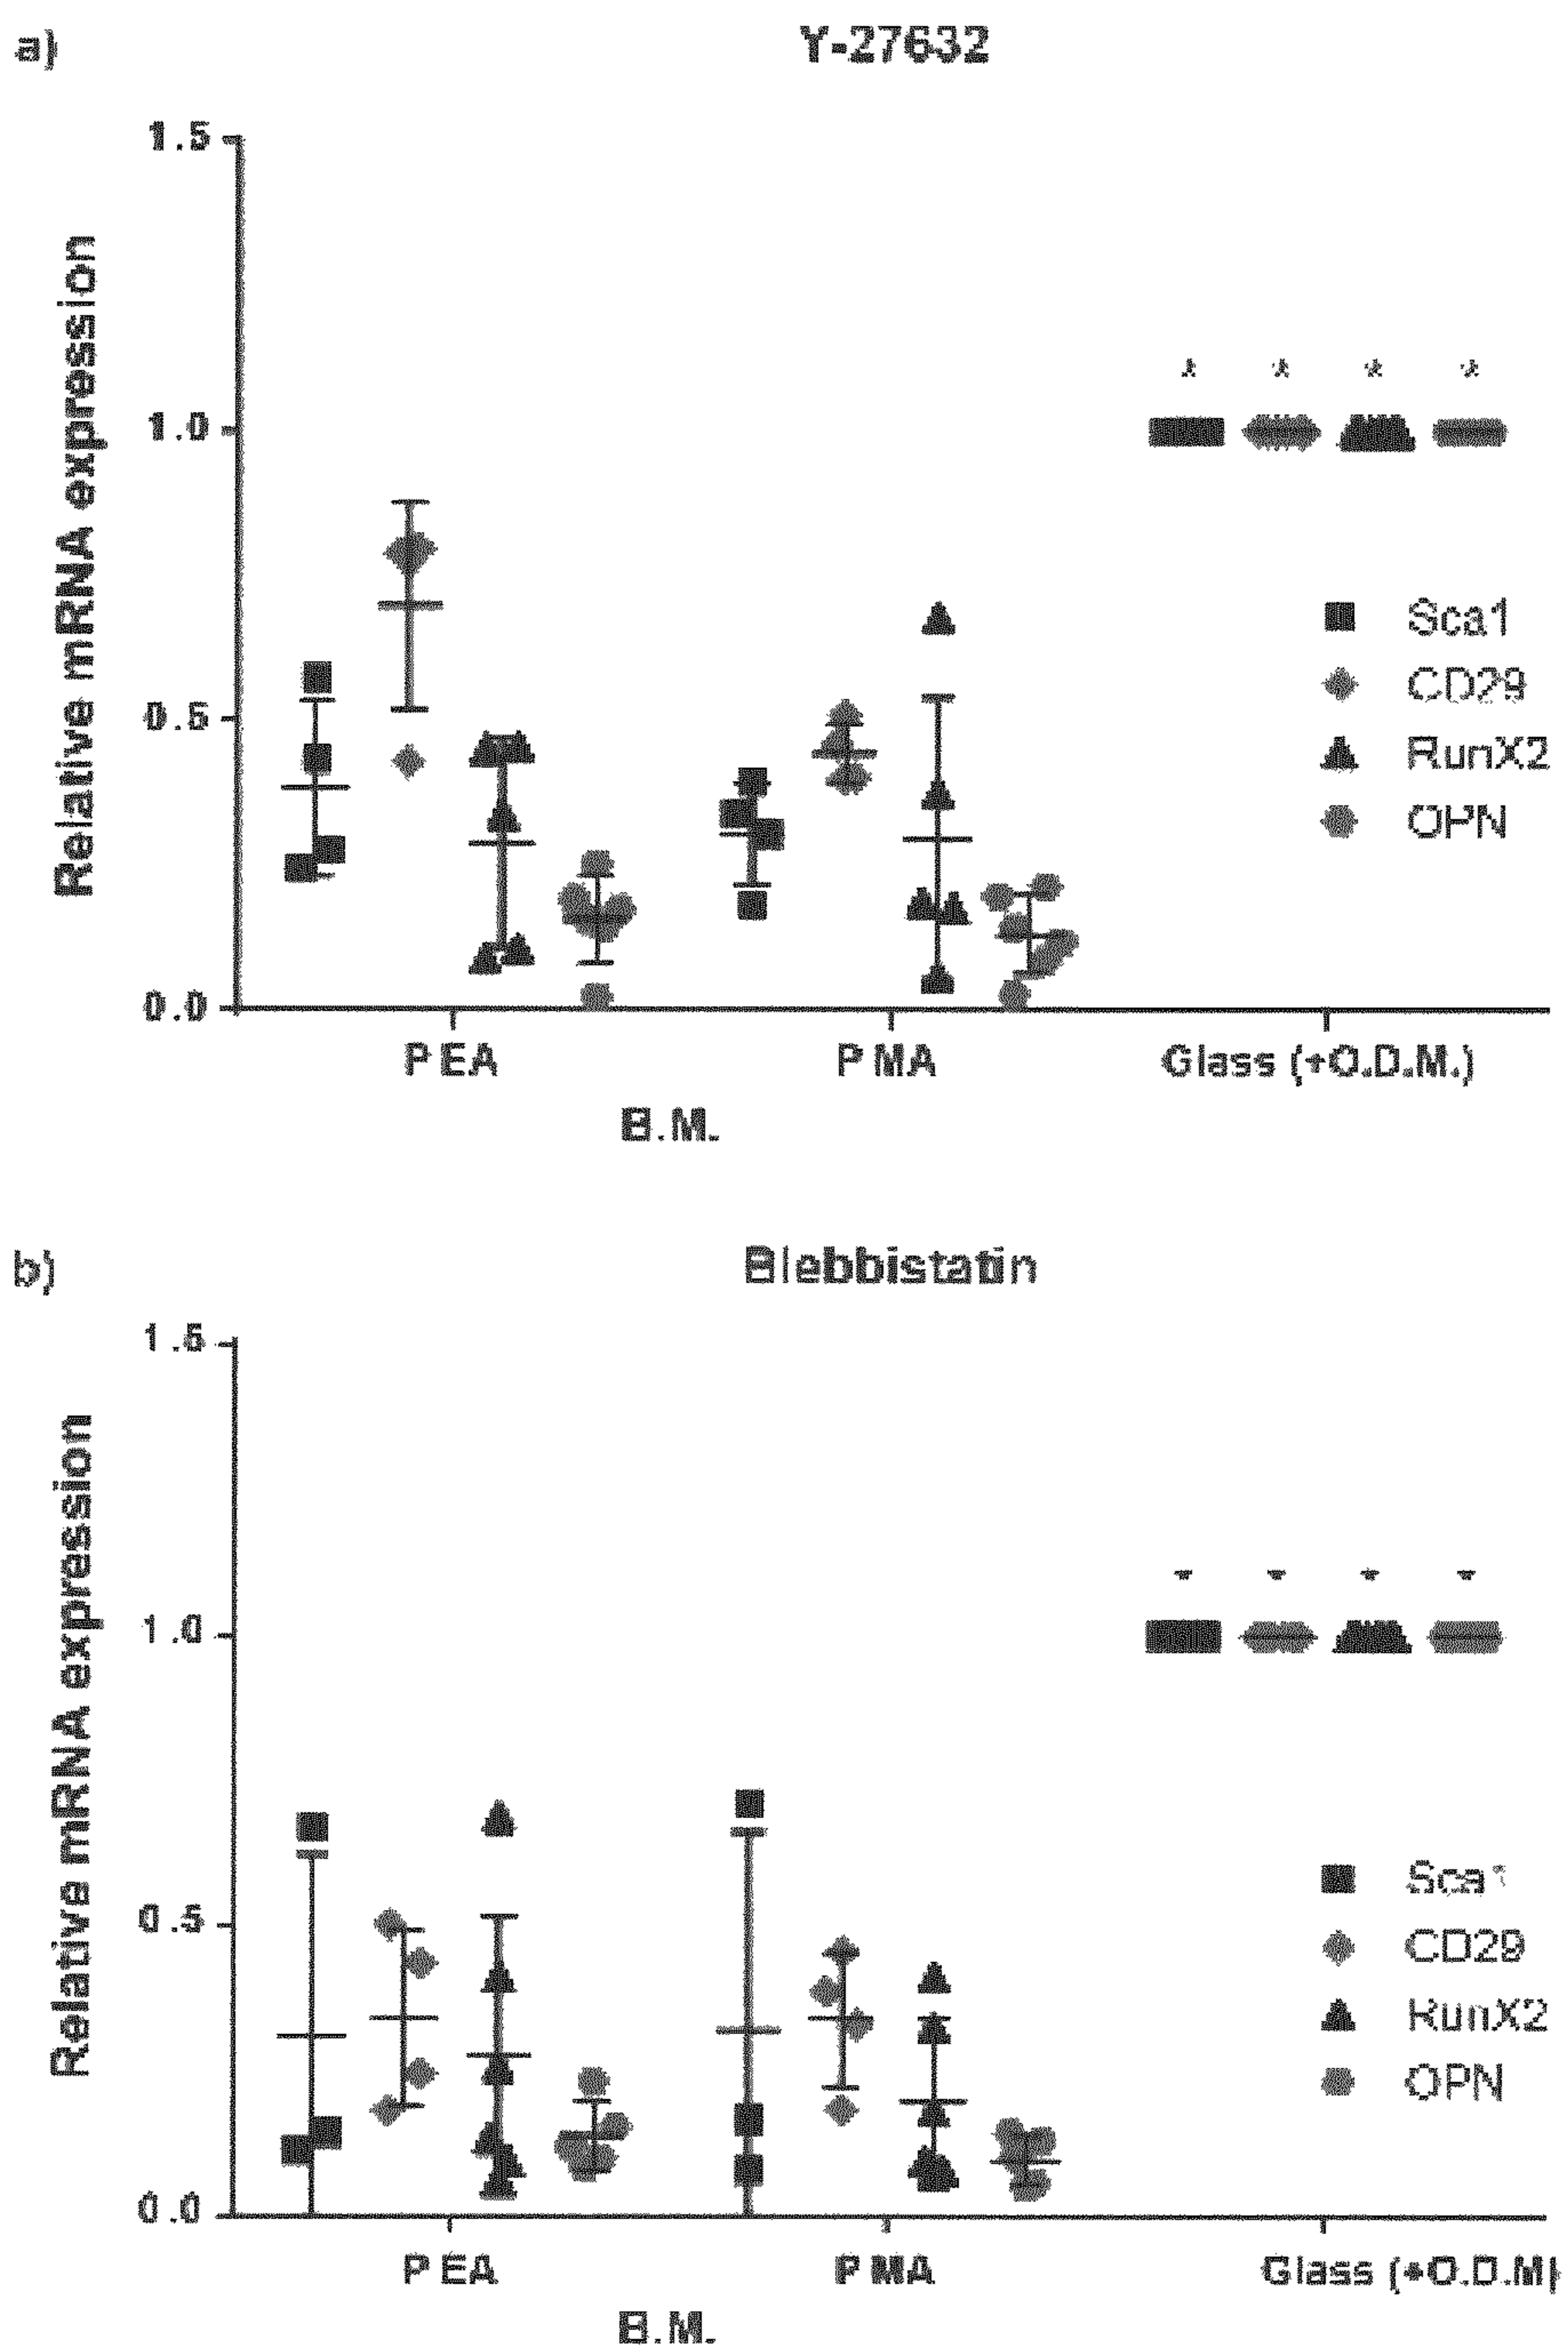 a)
Y-27632
1.5
1.0
0.5
0.0
Relative mRNA expression
* * * *
Sca1
CD29
RunX2
OPN
PEA
PMA
Glass (+O.D.M.)
B.M.
b)
Blebbistatin
1.5
1.0
0.5
0.0
Relative mRNA expression
Sca1
CD29
RunX2
OPN
PEA
PMA
Glass (+O.D.M)
B.M.